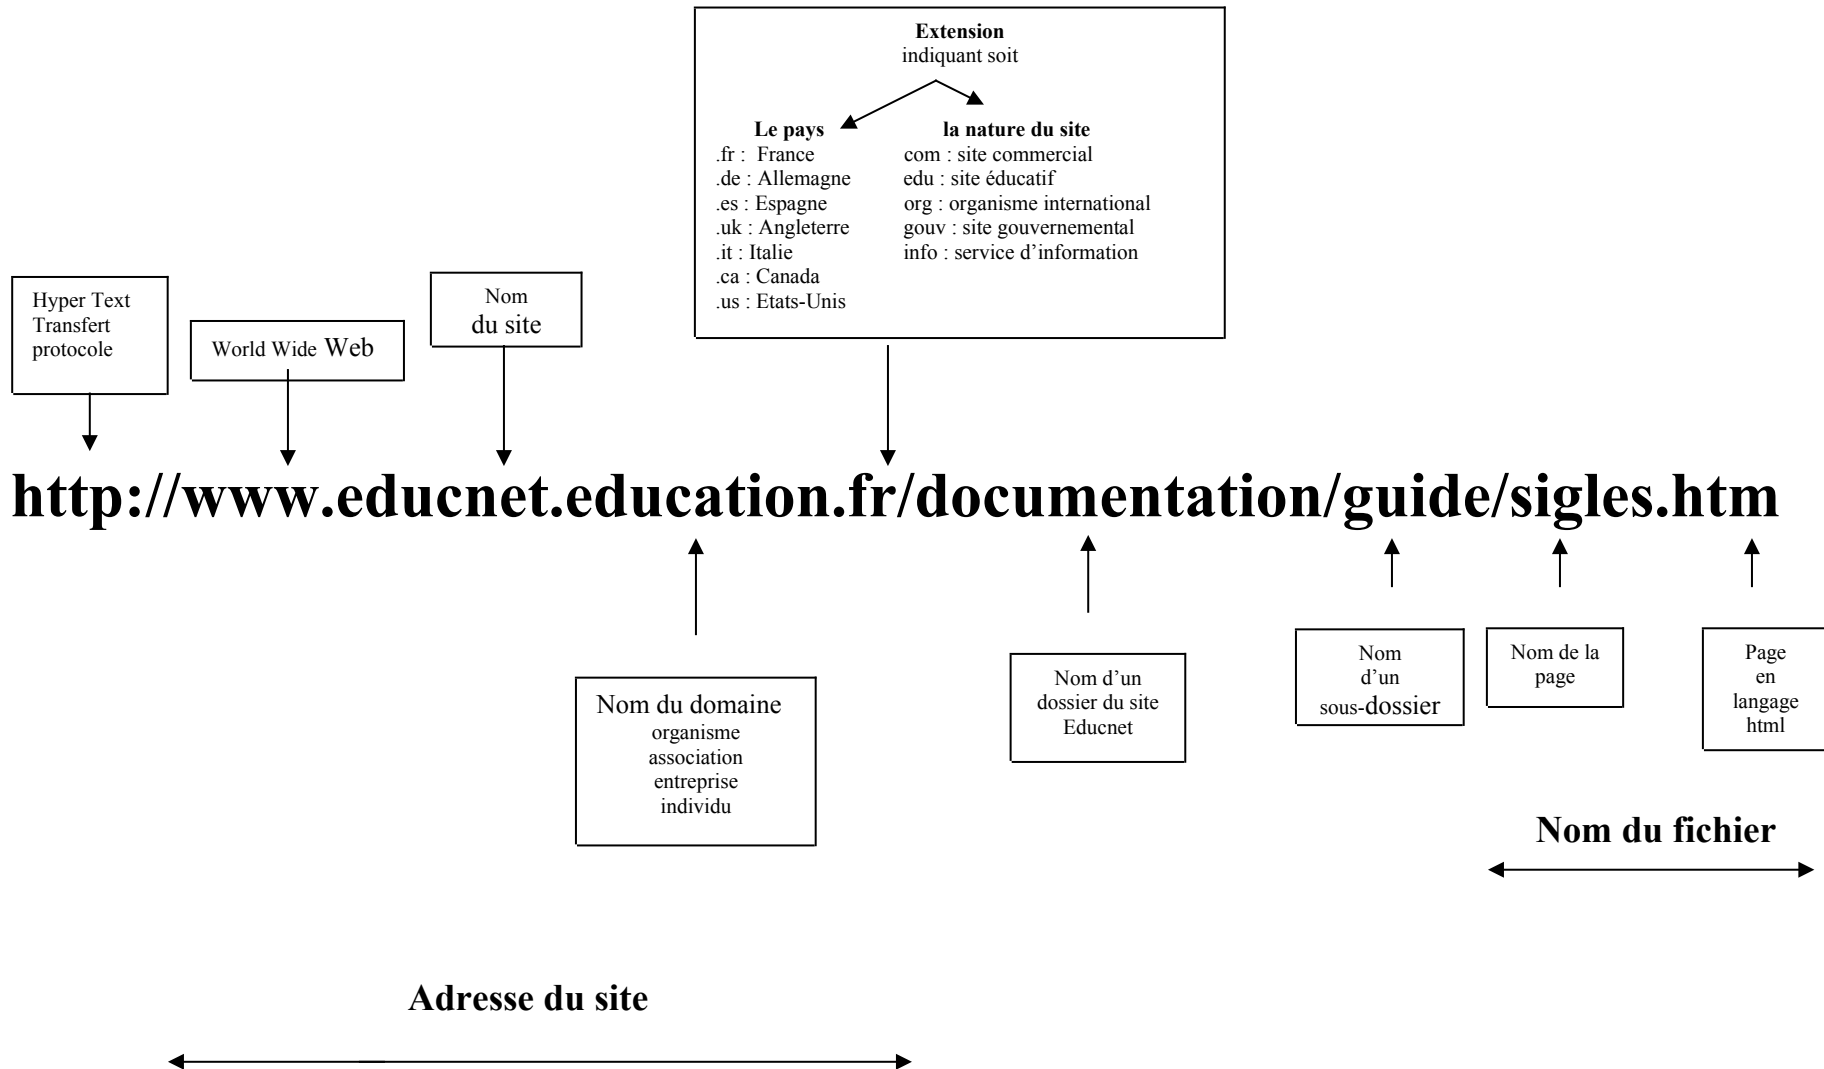 Extension
indiquant soit
Le pays
.fr : France
.de : Allemagne
.es : Espagne
.uk : Angleterre
.it : Italie
.ca : Canada
.us : Etats-Unis
la nature du site
com : site commercial
edu : site éducatif
org : organisme international
gouv : site gouvernemental
info : service d’information
Hyper Text
Transfert
protocole
World Wide Web
Nom
du site
http://www.educnet.education.fr/documentation/guide/sigles.htm
Nom du domaine
organisme
association
entreprise
individu
Nom d’un
dossier du site
Educnet
Nom
d’un
sous-dossier
Nom de la
page
Page
en
langage
html
Nom du fichier
Adresse du site